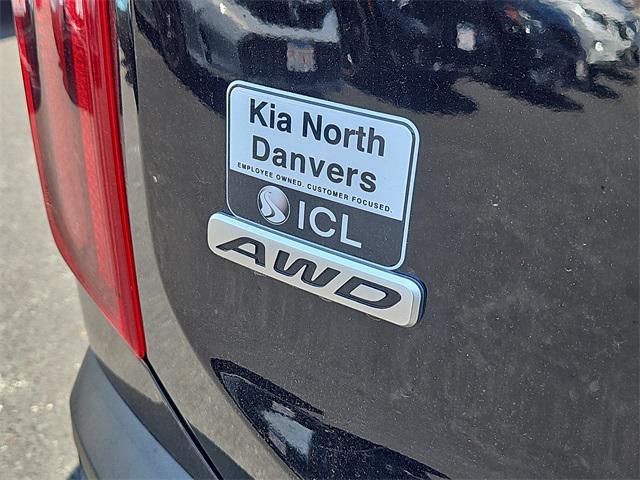 Kia North
Danvers
EMPLOYEE OWNED. CUSTOMER FOCUSED.
ICL
AWD